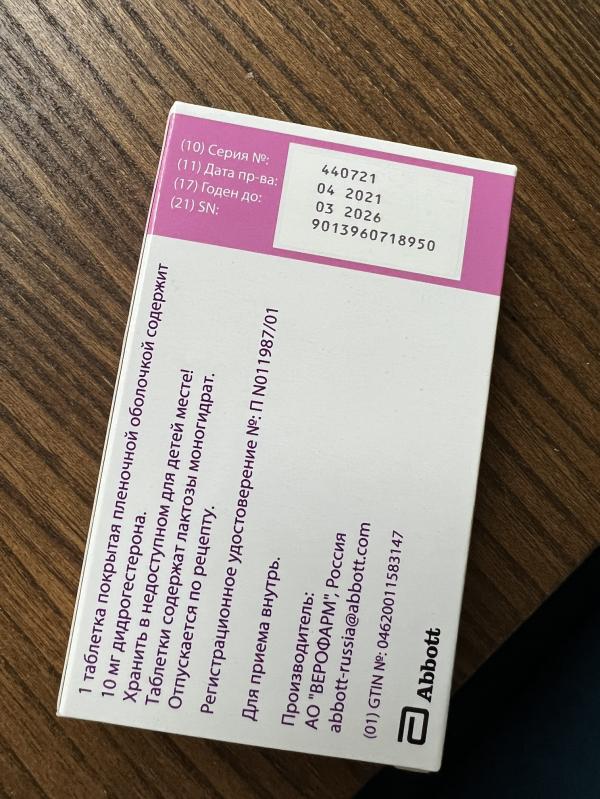 (10) Серия №:
(11) Дата пр-ва:
(17) Годен до:
(21) SN:
440721
04 2021
03 2026
9013960718950
1 таблетка покрытая пленочной оболочкой содержит
10 мг дидрогестерона.
Хранить в недоступном для детей месте!
Таблетки содержат лактозы моногидрат.
Отпускается по рецепту.
Регистрационное удостоверение №: П N011987/01
Для приема внутрь.
Производитель:
АО "ВЕРОФАРМ", Россия
abbott-russia@abbott.com
(01) GTIN №: 04620011583147
Abbott